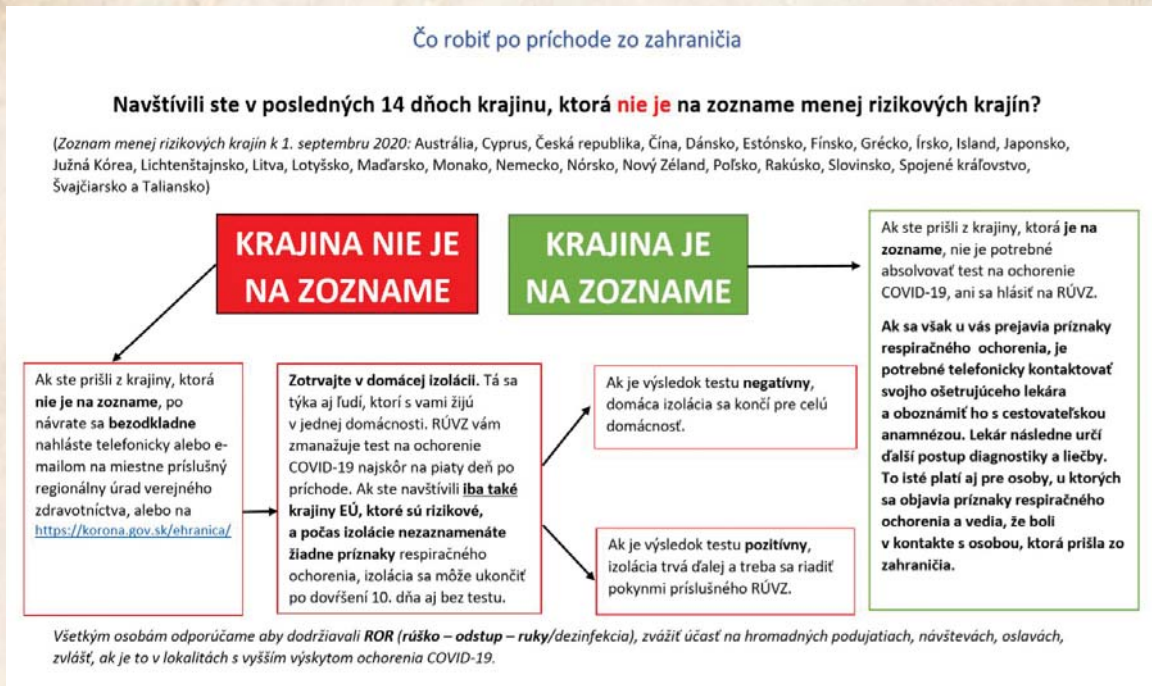 Čo robiť po príchode zo zahraničia
Navštívili ste v posledných 14 dňoch krajinu, ktorá nie je na zozname menej rizikových krajín?
(Zoznam menej rizikových krajín k 1. septembru 2020: Austrália, Cyprus, Česká republika, Čína, Dánsko, Estónsko, Fínsko, Grécko, Írsko, Island, Japonsko,
Južná Kórea, Lichtenštajnsko, Litva, Lotyšsko, Maďarsko, Monako, Nemecko, Nórsko, Nový Zéland, Poľsko, Rakúsko, Slovinsko, Spojené kráľovstvo,
Švajčiarsko a Taliansko)
KRAJINA NIE JE
NA ZOZNAME
KRAJINA JE
NA ZOZNAME
Ak ste prišli z krajiny, ktorá je na
zozname, nie je potrebné
absolvovať test na ochorenie
COVID-19, ani sa hlásiť na RÚVZ.
Ak sa však u vás prejavia príznaky
respiračného ochorenia, je
potrebné telefonicky kontaktovať
svojho ošetrujúceho lekára
a oboznámiť ho s cestovateľskou
anamnézou. Lekár následne určí
ďalší postup diagnostiky a liečby.
To isté platí aj pre osoby, u ktorých
sa objavia príznaky respiračného
ochorenia a vedia, že boli
v kontakte s osobou, ktorá prišla zo
zahraničia.
Ak ste prišli z krajiny, ktorá
nie je na zozname, po
návrate sa bezodkladne
nahláste telefonicky alebo e-
mailom na miestne príslušný
regionálny úrad verejného
zdravotníctva, alebo na
https://korona.gov.sk/ehranica/
Zotrvajte v domácej izolácii. Tá sa
týka aj ľudí, ktorí s vami žijú
v jednej domácnosti. RÚVZ vám
zmanažuje test na ochorenie
COVID-19 najskôr na piaty deň po
príchode. Ak ste navštívili iba také
krajiny EÚ, ktoré sú rizikové,
a počas izolácie nezaznamenáte
žiadne príznaky respiračného
ochorenia, izolácia sa môže ukončiť
po dovŕšení 10. dňa aj bez testu.
Ak je výsledok testu negatívny,
domáca izolácia sa končí pre celú
domácnosť.
Ak je výsledok testu pozitívny,
izolácia trvá ďalej a treba sa riadiť
pokynmi príslušného RÚVZ.
Všetkým osobám odporúčame aby dodržiavali ROR (rúško – odstup – ruky/dezinfekcia), zvážiť účasť na hromadných podujatiach, návštevách, oslavách,
zvlášť, ak je to v lokalitách s vyšším výskytom ochorenia COVID-19.